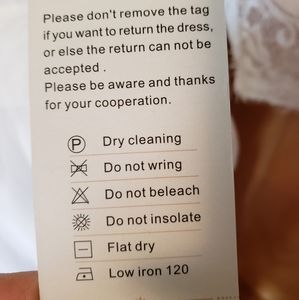 Please don't remove the tag
if you want to return the dress,
or else the return can not be
accepted .
Please be aware and thanks
for your cooperation.
P Dry cleaning
Do not wring
Do not beleach
Do not insolate
Flat dry
Low iron 120